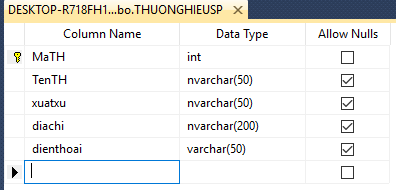 DESKTOP-R718FH1...bo.THUONGHIEUSP
Column Name Data Type Allow Nulls
MaTH int
TenTH nvarchar(50)
xuatxu nvarchar(50)
diachi nvarchar(200)
dienthoai varchar(50)